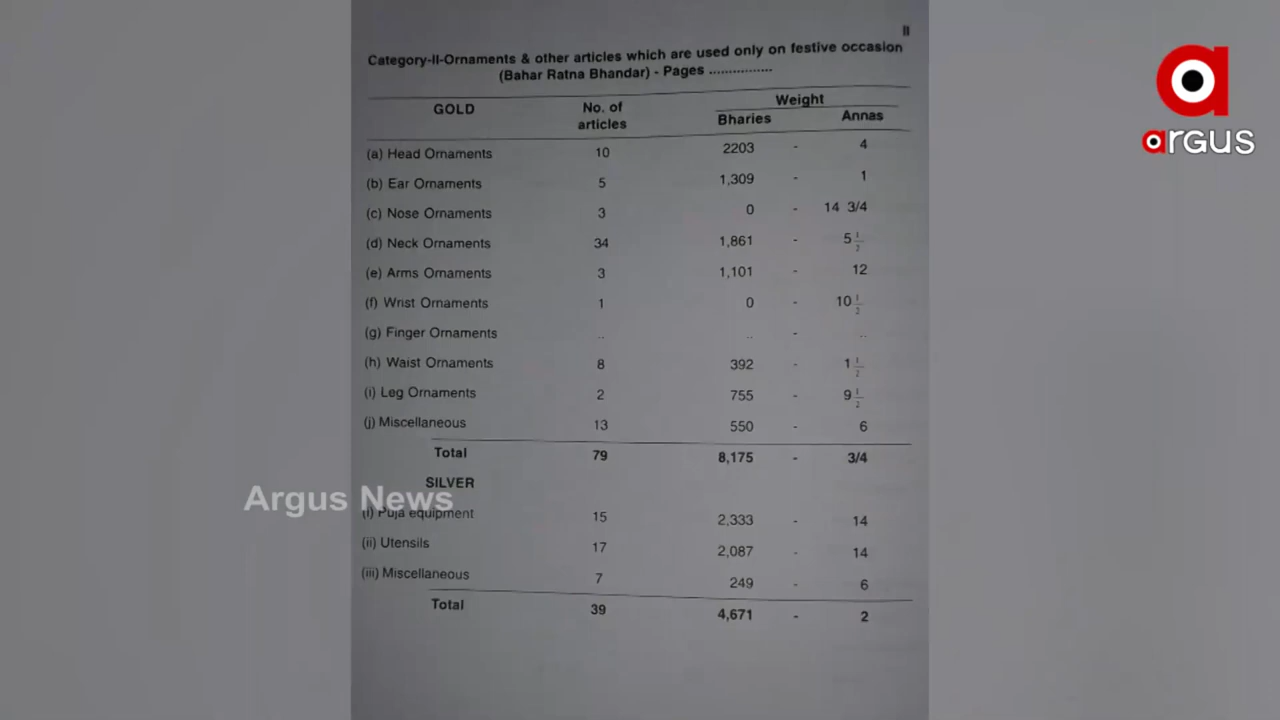 II
Category-II-Ornaments & other articles which are used only on festive occasion
(Bahar Ratna Bhandar) - Pages ...............
GOLD No. of articles Weight
Bharies Annas
(a) Head Ornaments 10 2203 - 4
(b) Ear Ornaments 5 1,309 - 1
(c) Nose Ornaments 3 0 - 14 3/4
(d) Neck Ornaments 34 1,861 - 5 1/2
(e) Arms Ornaments 3 1,101 - 12
(f) Wrist Ornaments 1 0 - 10 1/2
(g) Finger Ornaments .. .. - ..
(h) Waist Ornaments 8 392 - 1 1/2
(i) Leg Ornaments 2 755 - 9 1/2
(j) Miscellaneous 13 550 - 6
Total 79 8,175 - 3/4
SILVER
(i) Puja equipment 15 2,333 - 14
(ii) Utensils 17 2,087 - 14
(iii) Miscellaneous 7 249 - 6
Total 39 4,671 - 2
Argus News
argus